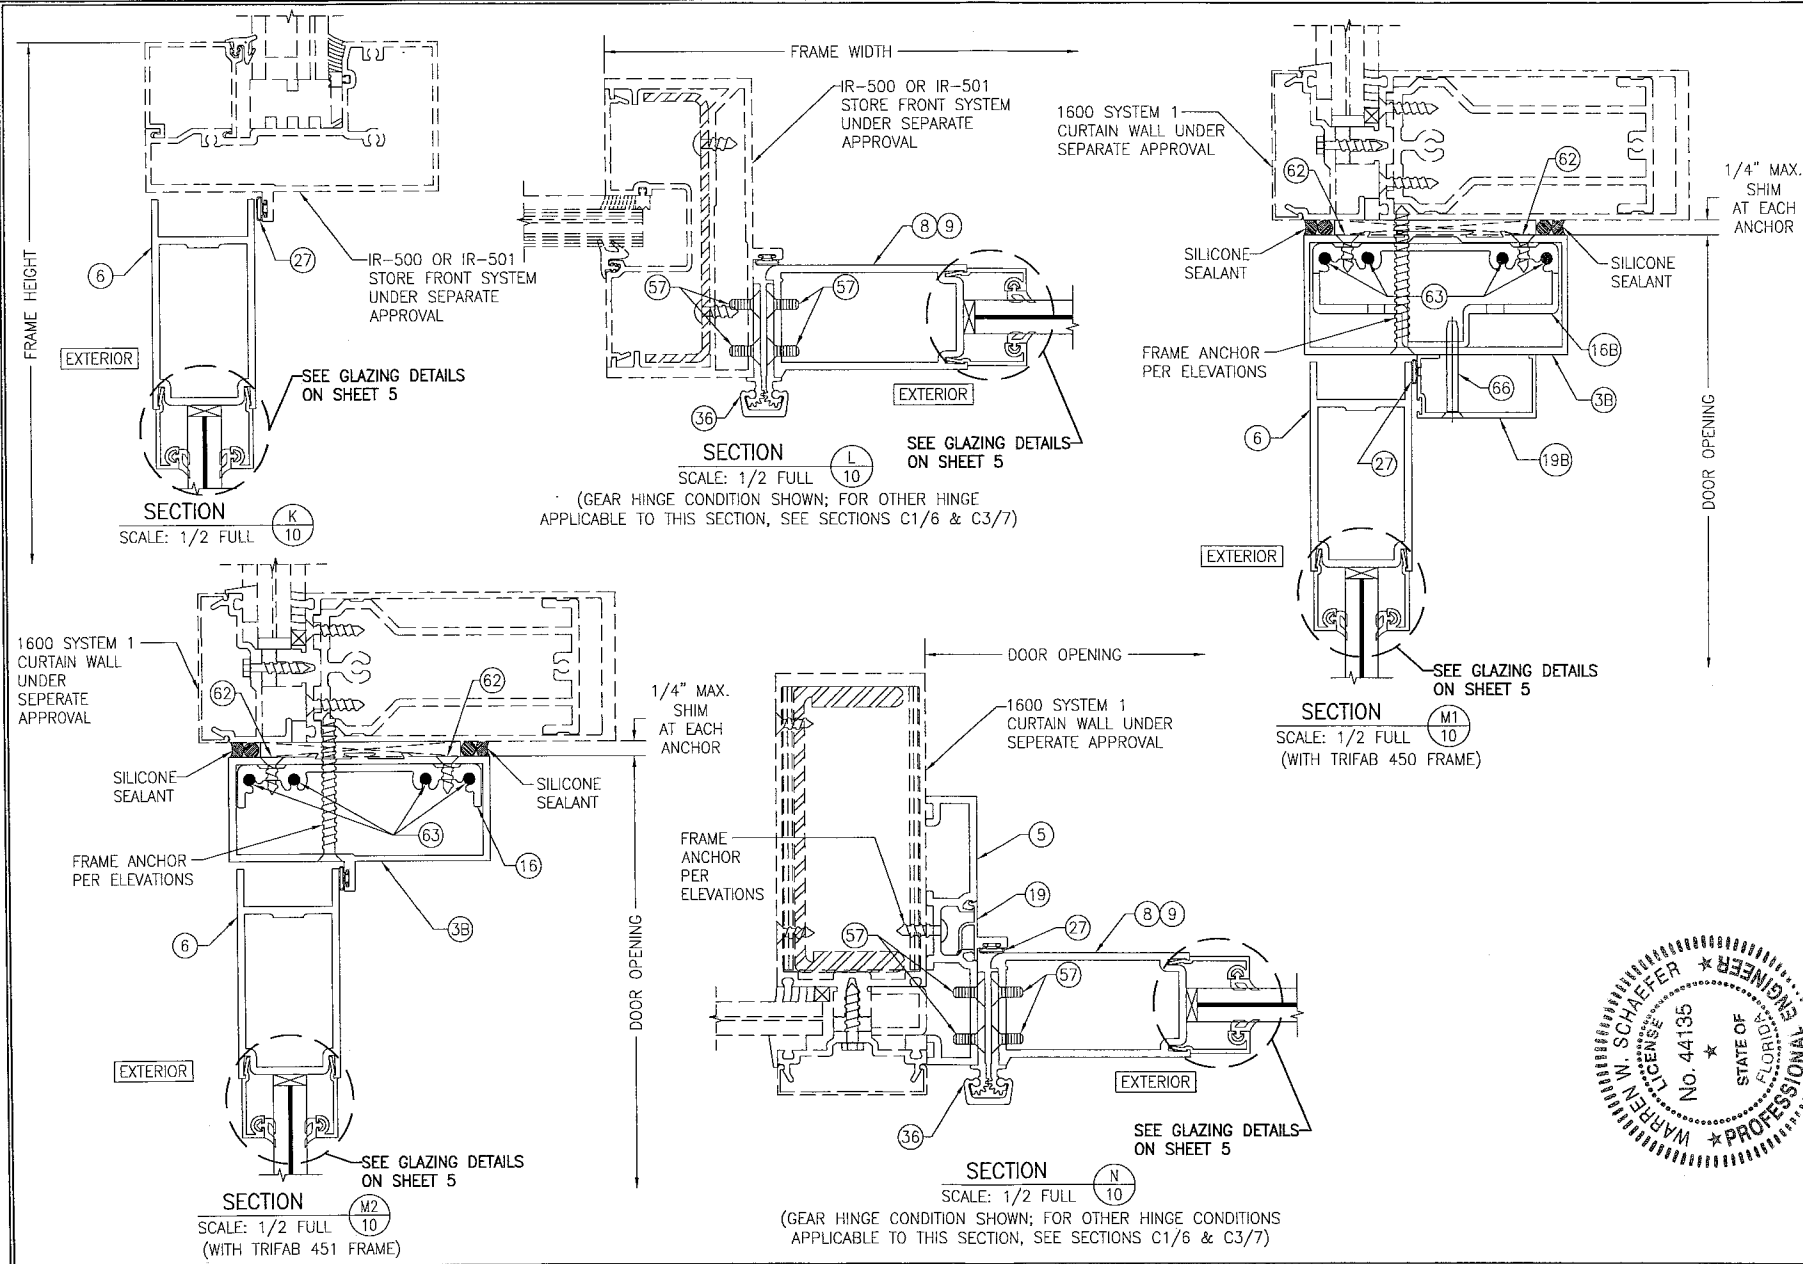 FRAME HEIGHT
6
27
IR-500 OR IR-501
STORE FRONT SYSTEM
UNDER SEPARATE
APPROVAL
EXTERIOR
SEE GLAZING DETAILS
ON SHEET 5
SECTION
K
10
SCALE: 1/2 FULL
FRAME WIDTH
IR-500 OR IR-501
STORE FRONT SYSTEM
UNDER SEPARATE
APPROVAL
8 9
57
57
36
EXTERIOR
SEE GLAZING DETAILS
ON SHEET 5
SECTION
L
10
SCALE: 1/2 FULL
(GEAR HINGE CONDITION SHOWN; FOR OTHER HINGE
APPLICABLE TO THIS SECTION, SEE SECTIONS C1/6 & C3/7)
1600 SYSTEM 1
CURTAIN WALL UNDER
SEPARATE APPROVAL
62
62
1/4" MAX.
SHIM
AT EACH
ANCHOR
SILICONE
SEALANT
SILICONE
SEALANT
63
FRAME ANCHOR
PER ELEVATIONS
16B
66
3B
6
27
19B
DOOR OPENING
EXTERIOR
SEE GLAZING DETAILS
ON SHEET 5
SECTION
M1
10
SCALE: 1/2 FULL
(WITH TRIFAB 450 FRAME)
1600 SYSTEM 1
CURTAIN WALL
UNDER
SEPERATE
APPROVAL
62
62
1/4" MAX.
SHIM
AT EACH
ANCHOR
SILICONE
SEALANT
SILICONE
SEALANT
63
FRAME ANCHOR
PER ELEVATIONS
16
6
3B
DOOR OPENING
EXTERIOR
SEE GLAZING DETAILS
ON SHEET 5
SECTION
M2
10
SCALE: 1/2 FULL
(WITH TRIFAB 451 FRAME)
DOOR OPENING
1600 SYSTEM 1
CURTAIN WALL UNDER
SEPERATE APPROVAL
5
FRAME
ANCHOR
PER
ELEVATIONS
19
27
8 9
57
57
36
EXTERIOR
SEE GLAZING DETAILS
ON SHEET 5
SECTION
N
10
SCALE: 1/2 FULL
(GEAR HINGE CONDITION SHOWN; FOR OTHER HINGE CONDITIONS
APPLICABLE TO THIS SECTION, SEE SECTIONS C1/6 & C3/7)
WARREN W. SCHAEFER
LICENSE
No. 44135
★
STATE OF
FLORIDA
★ PROFESSIONAL ENGINEER ★